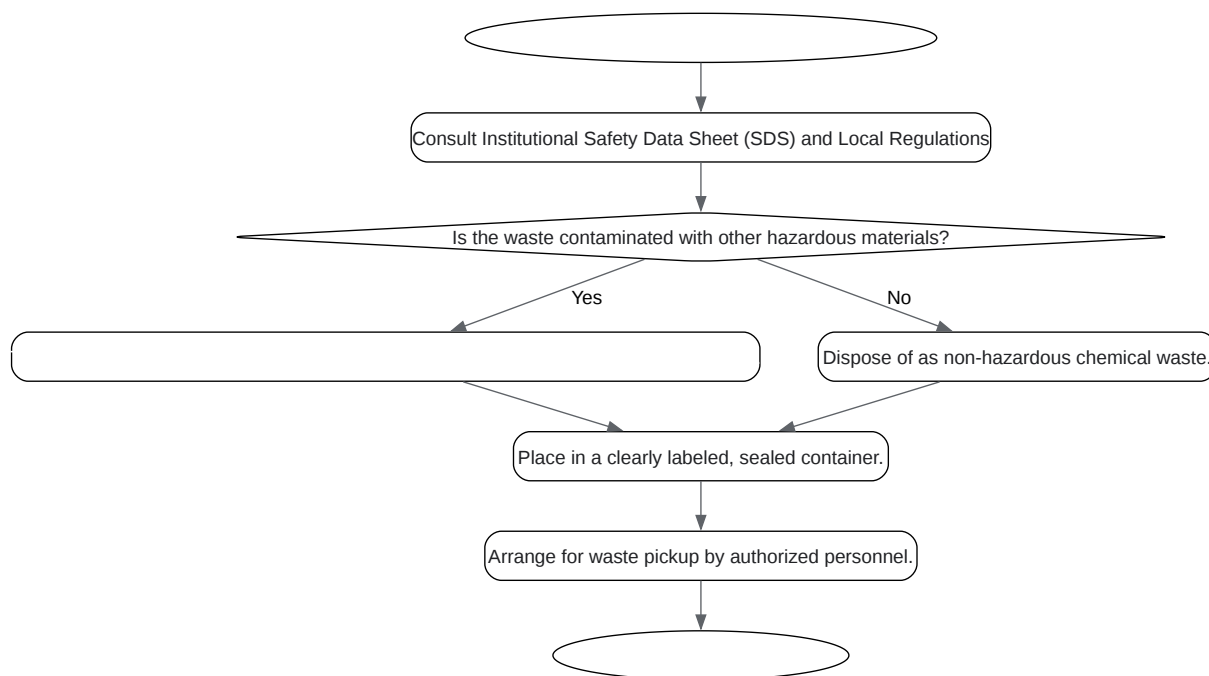 Consult Institutional Safety Data Sheet (SDS) and Local Regulations
Is the waste contaminated with other hazardous materials?
Yes
No
Dispose of as non-hazardous chemical waste.
Place in a clearly labeled, sealed container.
Arrange for waste pickup by authorized personnel.